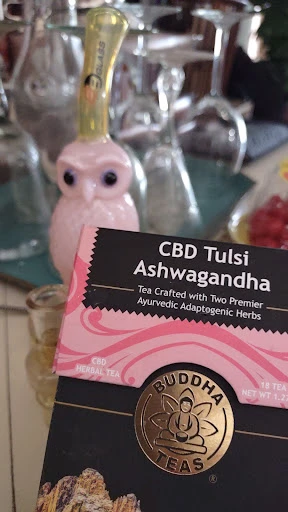 CBD Tulsi
Ashwagandha
Tea Crafted with Two Premier
Ayurvedic Adaptogenic Herbs
CBD
HERBAL TEA
18 TEA
NET WT 1.27
BUDDHA
TEAS
®